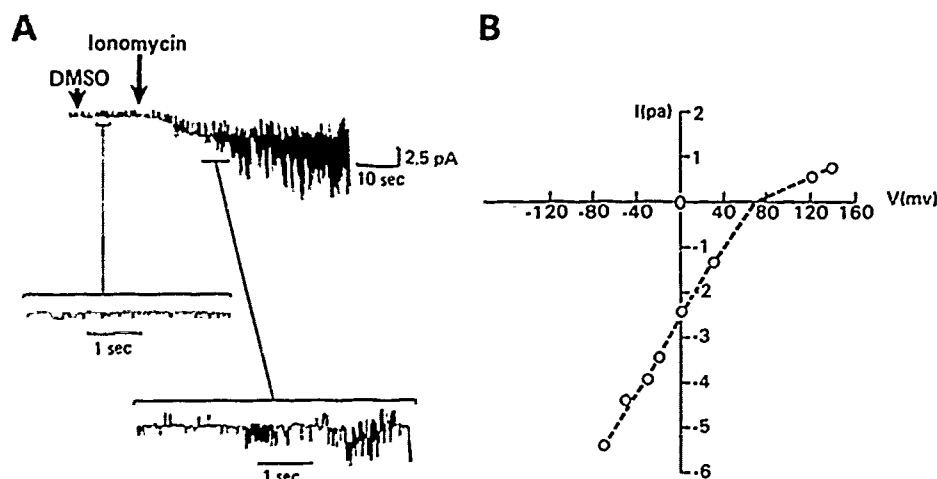 A
Ionomycin
DMSO
2.5 pA
10 sec
1 sec
1 sec
B
I(pa)
2
1
V(mv)
-120 -80 -40 0 40 80 120 160
-1
-2
-3
-4
-5
-6